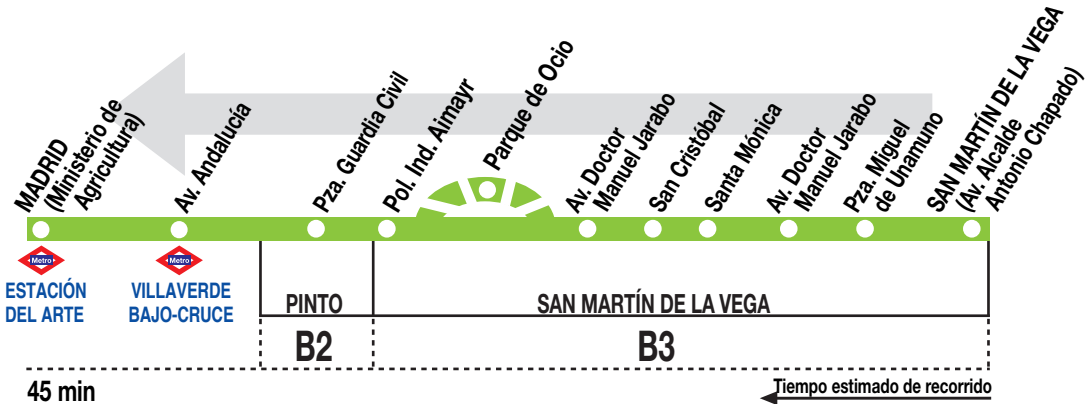 MADRID
(Ministerio de
Agricultura)
Av. Andalucía
Pza. Guardia Civil
Pol. Ind. Aimayr
Parque de Ocio
Av. Doctor
Manuel Jarabo
San Cristóbal
Santa Mónica
Av. Doctor
Manuel Jarabo
Pza. Miguel
de Unamuno
SAN MARTÍN DE LA VEGA
(Av. Alcalde
Antonio Chapado)
Metro
ESTACIÓN
DEL ARTE
Metro
VILLAVERDE
BAJO-CRUCE
PINTO
SAN MARTÍN DE LA VEGA
B2
B3
45 min
Tiempo estimado de recorrido